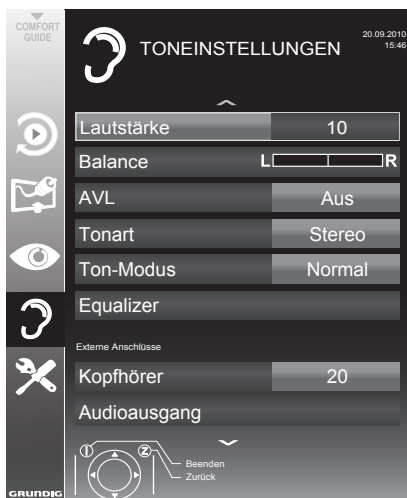 COMFORT
GUIDE
TONEINSTELLUNGEN
20.09.2010
15:46
Lautstärke 10
Balance L R
AVL Aus
Tonart Stereo
Ton-Modus Normal
Equalizer
Externe Anschlüsse
Kopfhörer 20
Audioausgang
i Z
Beenden
Zurück
GRUNDIG